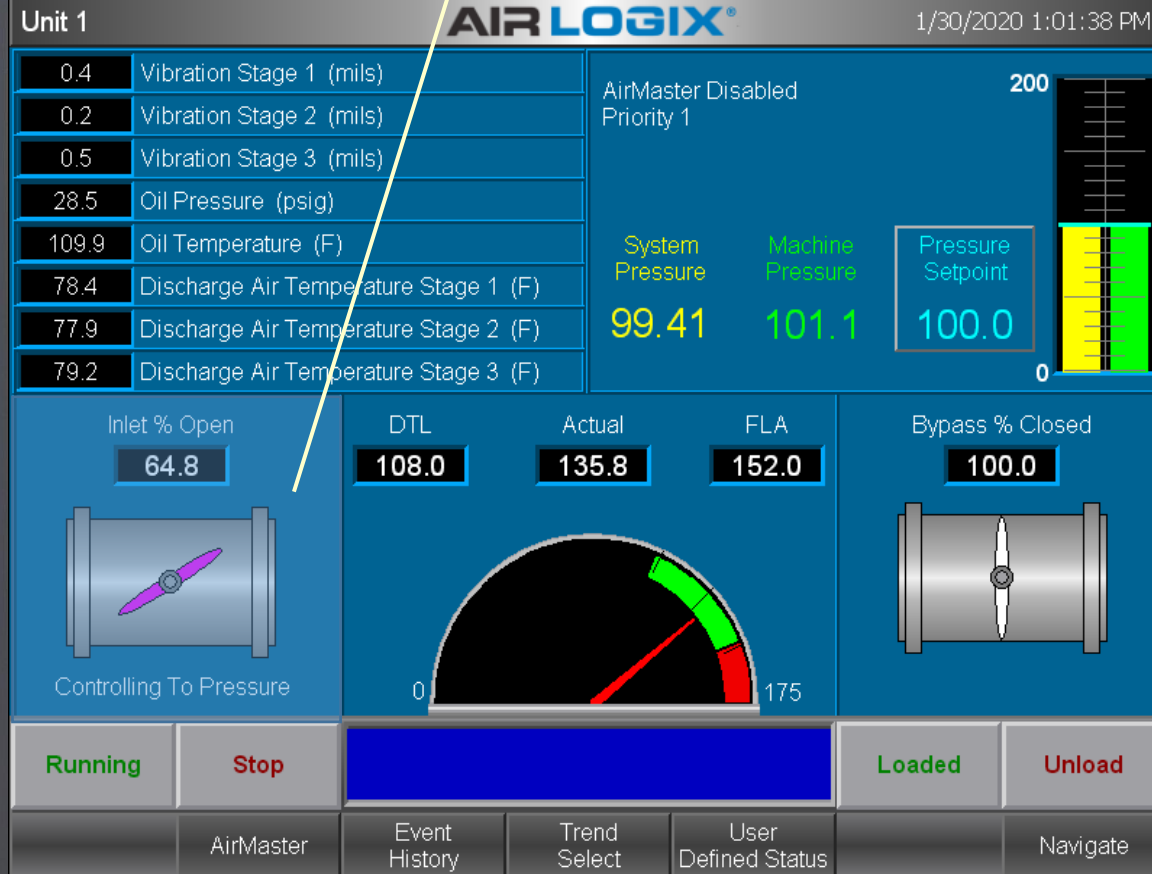 Unit 1
AIR LOGIX®
1/30/2020 1:01:38 PM
0.4 Vibration Stage 1 (mils)
0.2 Vibration Stage 2 (mils)
0.5 Vibration Stage 3 (mils)
28.5 Oil Pressure (psig)
109.9 Oil Temperature (F)
78.4 Discharge Air Temperature Stage 1 (F)
77.9 Discharge Air Temperature Stage 2 (F)
79.2 Discharge Air Temperature Stage 3 (F)
AirMaster Disabled
Priority 1
System
Pressure
99.41
Machine
Pressure
101.1
Pressure
Setpoint
100.0
200
0
Inlet % Open
64.8
Controlling To Pressure
DTL
108.0
Actual
135.8
FLA
152.0
0
175
Bypass % Closed
100.0
Running
Stop
Loaded
Unload
AirMaster
Event
History
Trend
Select
User
Defined Status
Navigate